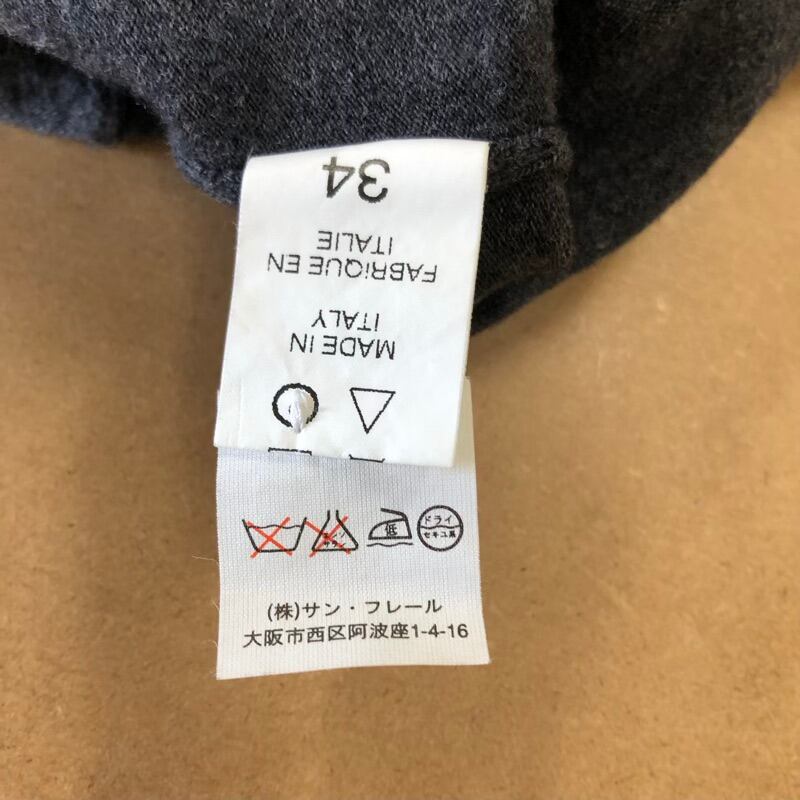 34
FABRIQUE EN
ITALIE
MADE IN
ITALY
低
ドライ
セキユ系
(株)サン・フレール
大阪市西区阿波座1-4-16